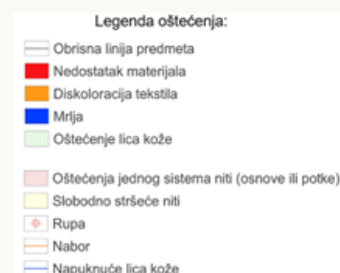 Legenda oštećenja:
Obrisna linija predmeta
Nedostatak materijala
Diskoloracija tekstila
Mrlja
Oštećenje lica kože
Oštećenja jednog sistema niti (osnove ili potke)
Slobodno stršeće niti
Rupa
Nabor
Napuknuće lica kože